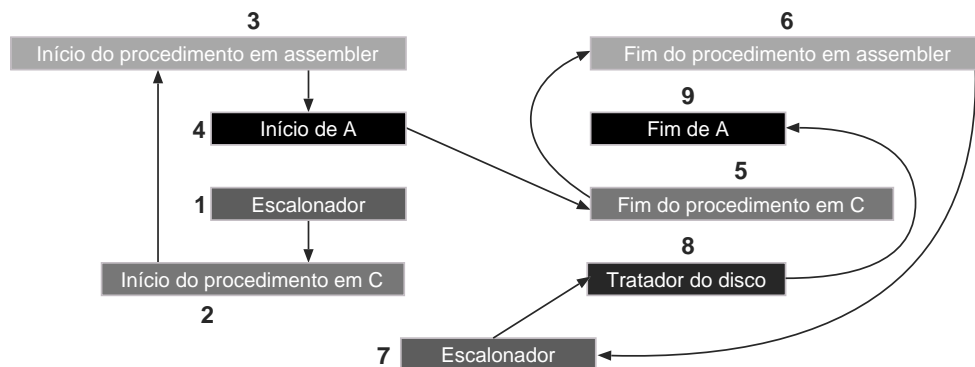 3
Início do procedimento em assembler
6
Fim do procedimento em assembler
9
4
Início de A
Fim de A
5
1
Escalonador
Fim do procedimento em C
8
Início do procedimento em C
Tratador do disco
2
7
Escalonador